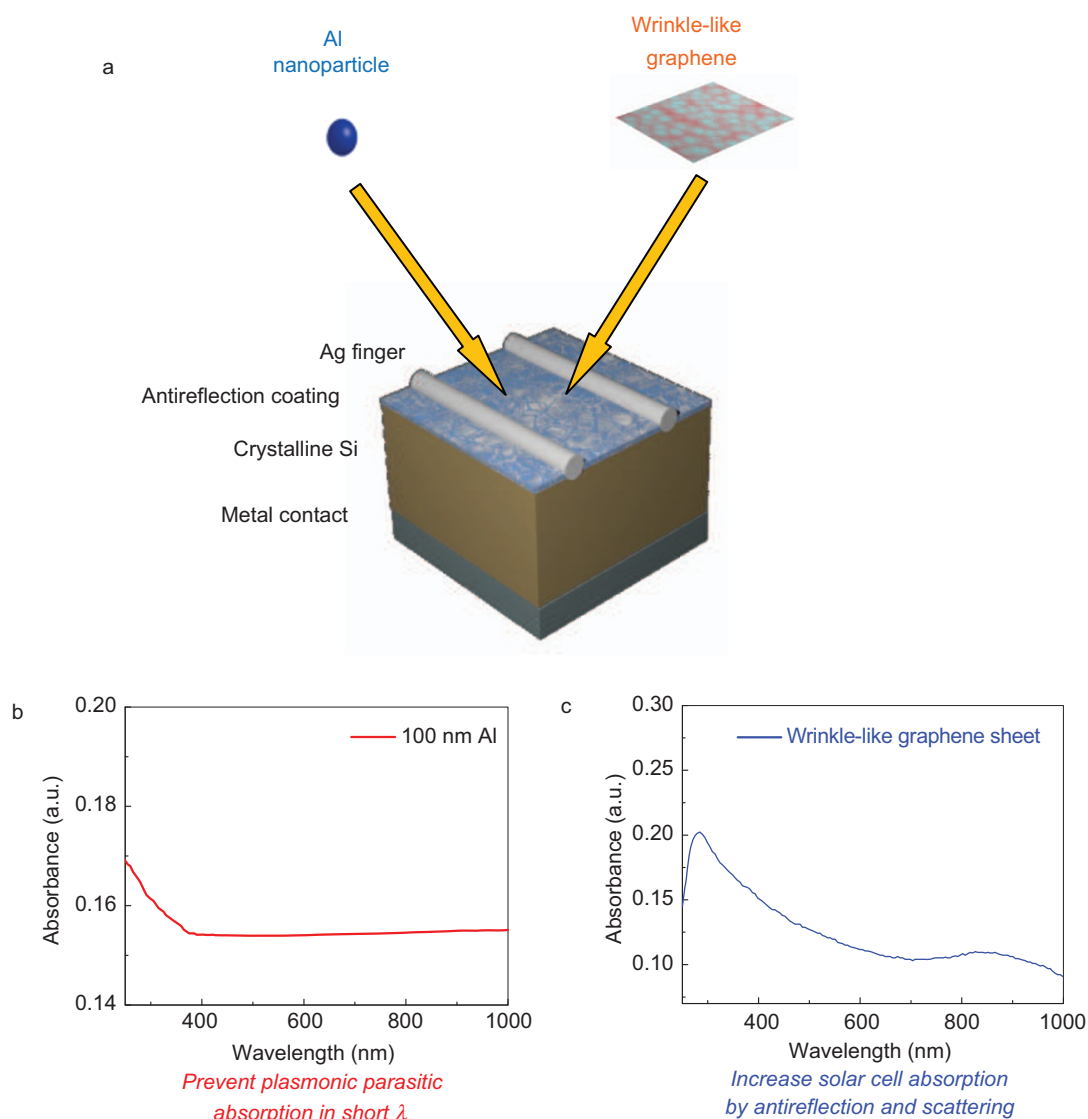 a
Al
nanoparticle
Wrinkle-like
graphene
Ag finger
Antireflection coating
Crystalline Si
Metal contact
b
0.20
0.18
0.16
0.14
Absorbance (a.u.)
100 nm Al
400
600
800
1000
Wavelength (nm)
Prevent plasmonic parasitic
absorption in short λ
c
0.30
0.25
0.20
0.15
0.10
Absorbance (a.u.)
Wrinkle-like graphene sheet
400
600
800
1000
Wavelength (nm)
Increase solar cell absorption
by antireflection and scattering